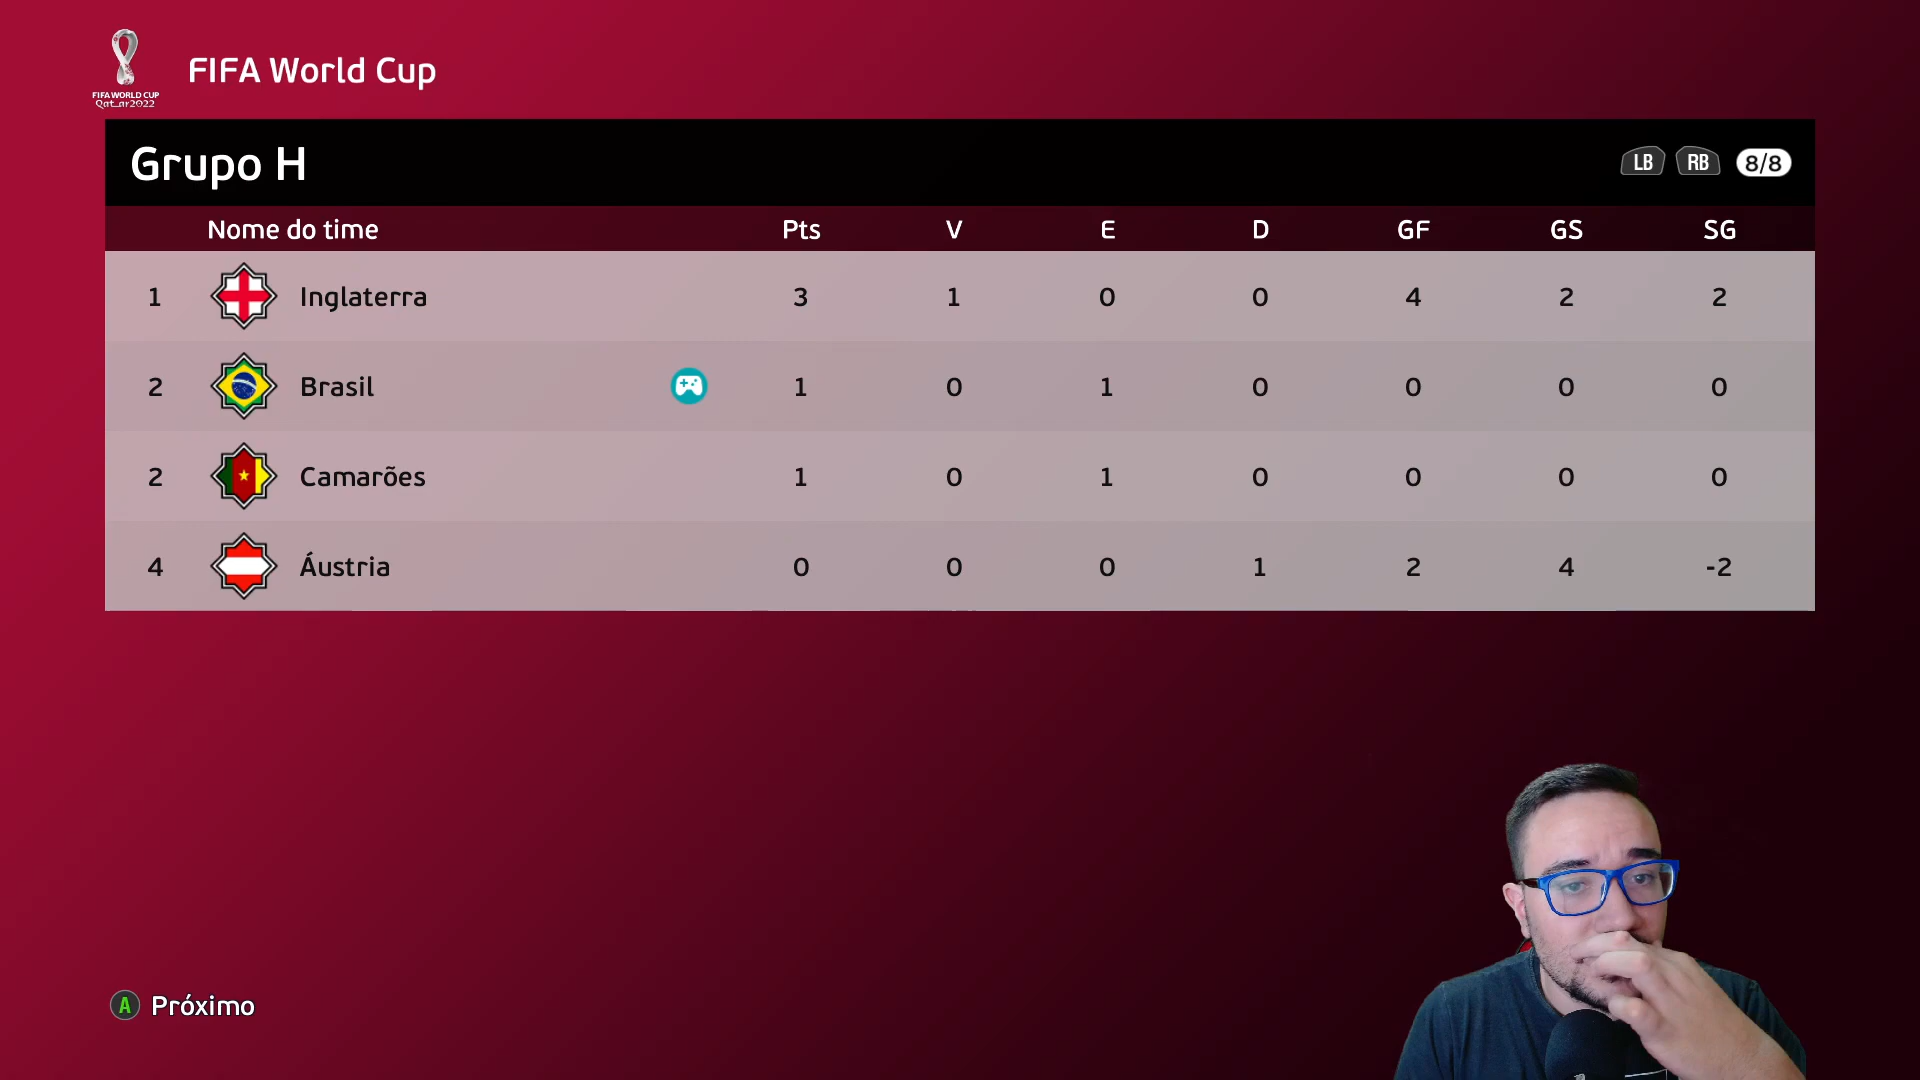 FIFA WORLD CUP
Qatar2022
FIFA World Cup
Grupo H
LB RB 8/8
Nome do time Pts V E D GF GS SG
1 Inglaterra 3 1 0 0 4 2 2
2 Brasil 1 0 1 0 0 0 0
2 Camarões 1 0 1 0 0 0 0
4 Áustria 0 0 0 1 2 4 -2
A Próximo